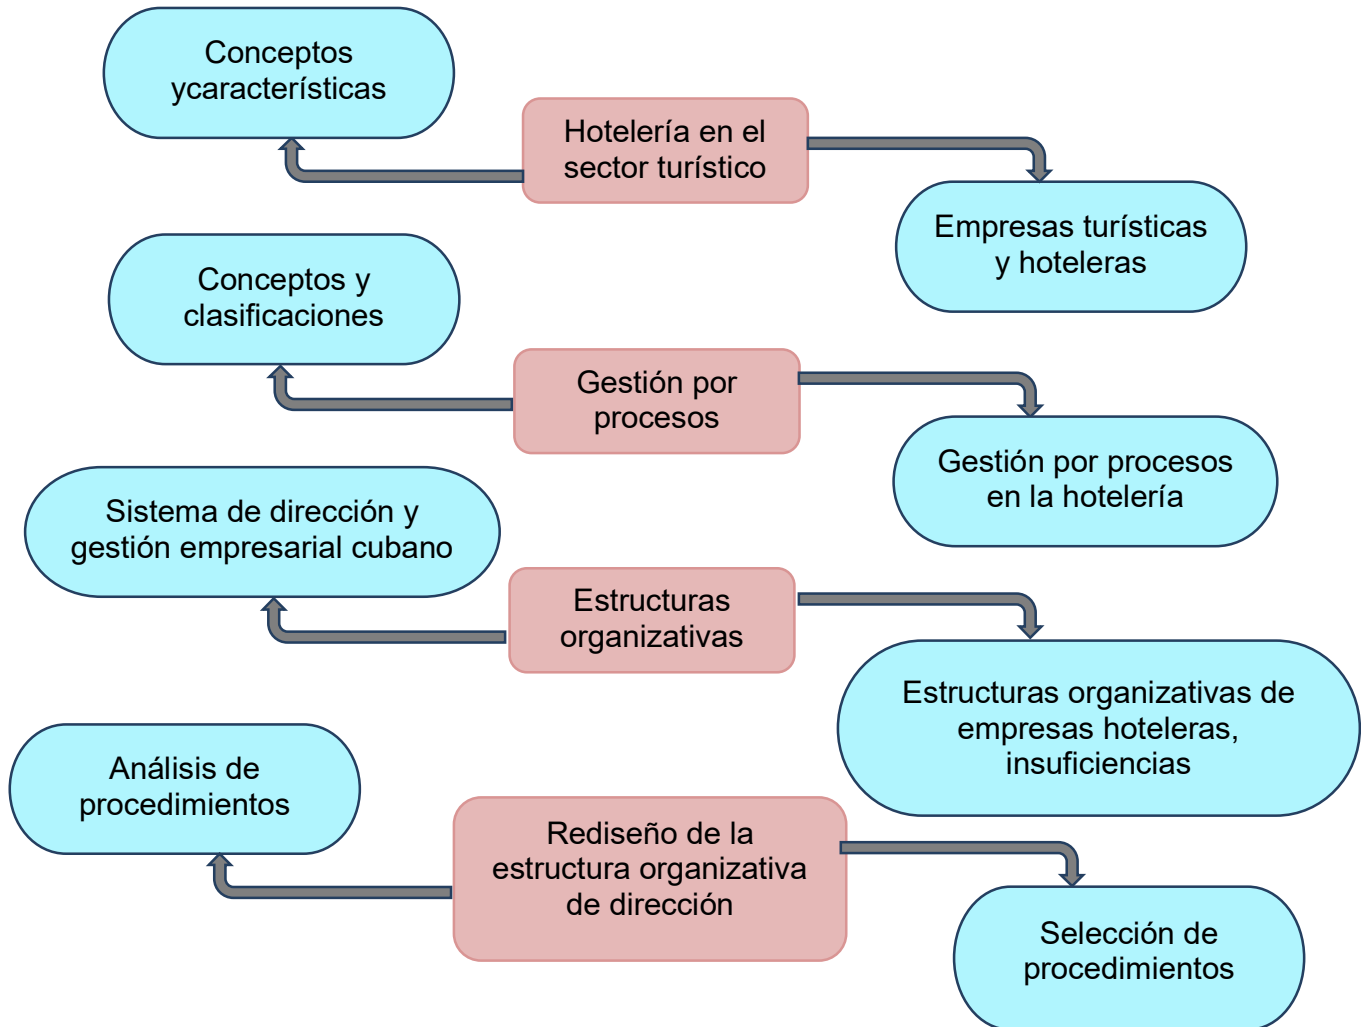 Conceptos
ycaracterísticas
Hotelería en el
sector turístico
Empresas turísticas
y hoteleras
Conceptos y
clasificaciones
Gestión por
procesos
Gestión por procesos
en la hotelería
Sistema de dirección y
gestión empresarial cubano
Estructuras
organizativas
Estructuras organizativas de
empresas hoteleras,
insuficiencias
Análisis de
procedimientos
Rediseño de la
estructura organizativa
de dirección
Selección de
procedimientos